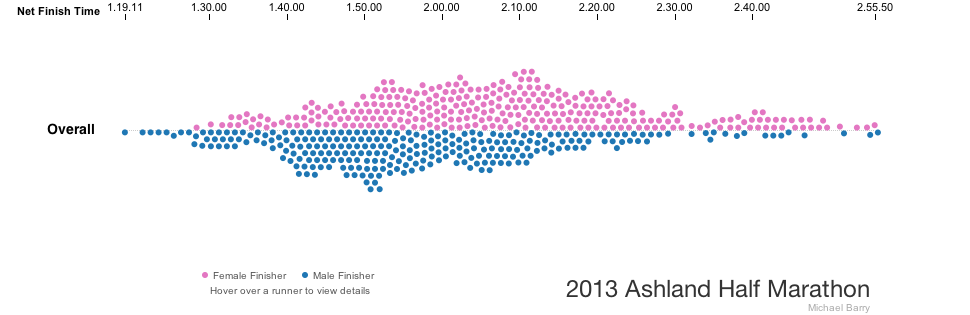 Net Finish Time 1.19.11 1.30.00 1.40.00 1.50.00 2.00.00 2.10.00 2.20.00 2.30.00 2.40.00 2.55.50
Overall
Female Finisher Male Finisher
Hover over a runner to view details
2013 Ashland Half Marathon
Michael Barry